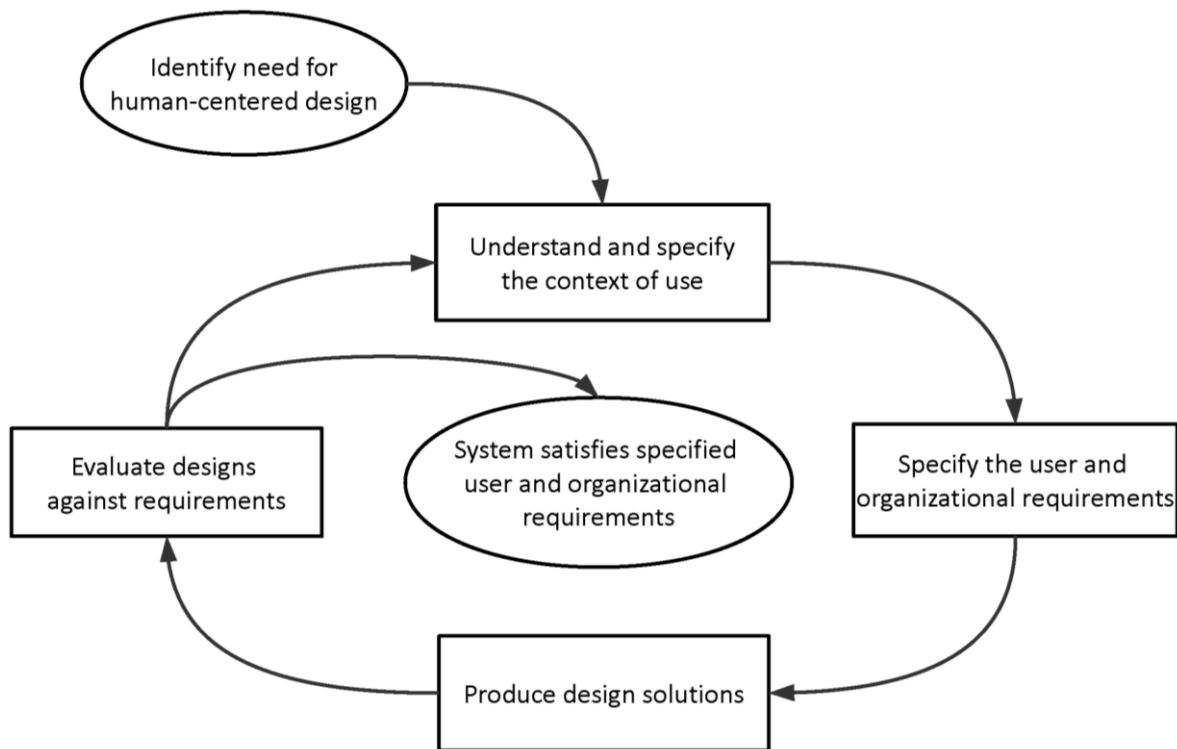 Identify need for
human-centered design
Understand and specify
the context of use
Evaluate designs
against requirements
System satisfies specified
user and organizational
requirements
Specify the user and
organizational requirements
Produce design solutions